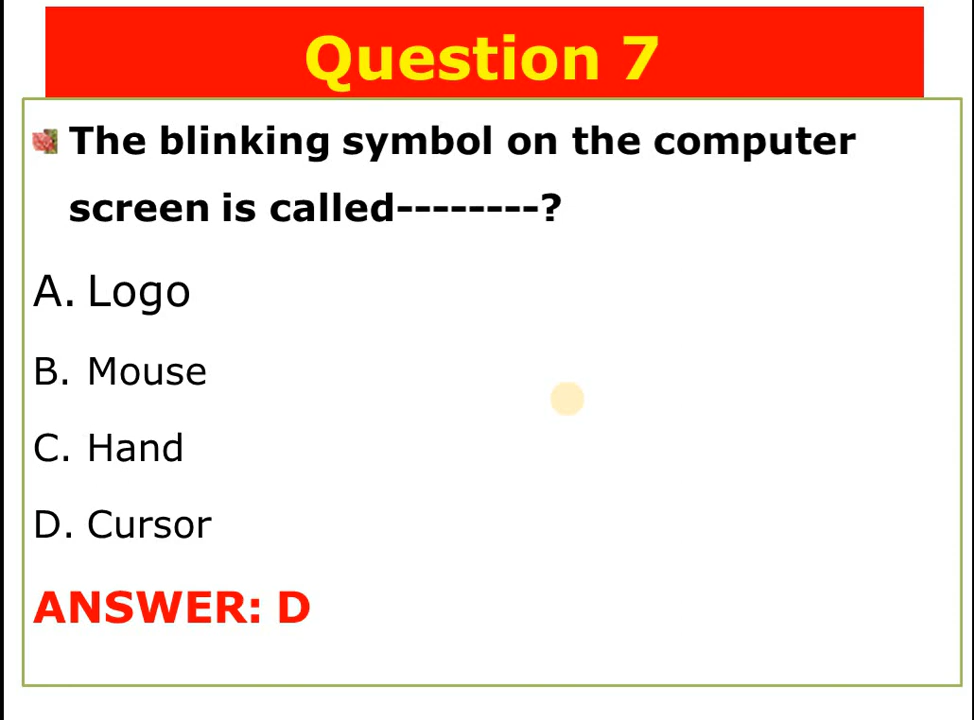 Question 7
The blinking symbol on the computer
screen is called--------?
A. Logo
B. Mouse
C. Hand
D. Cursor
ANSWER: D